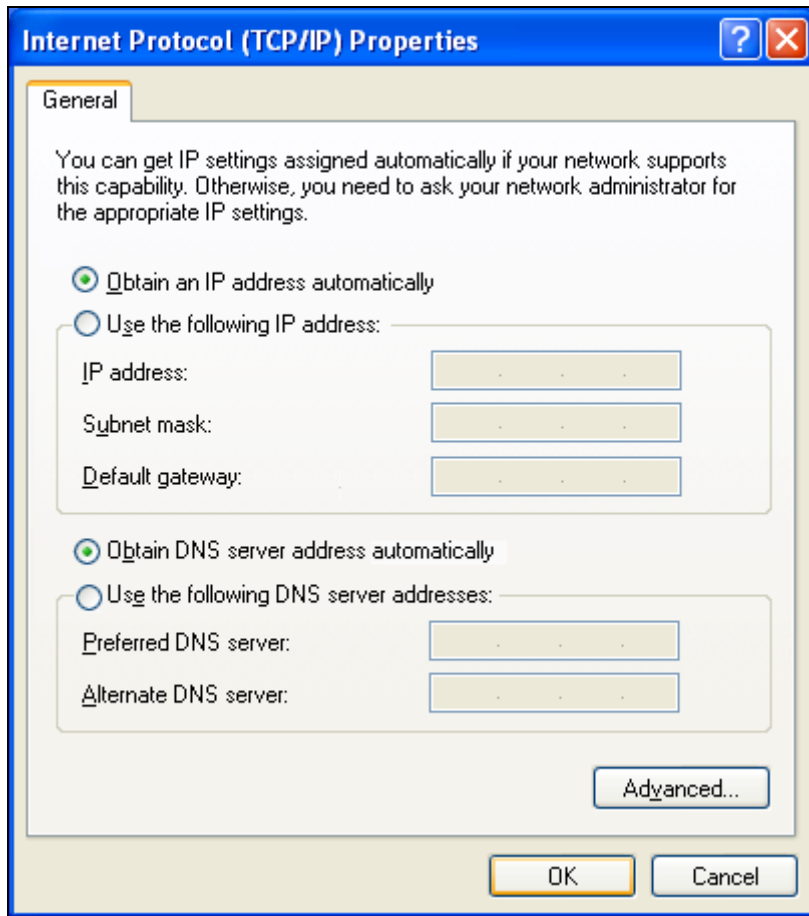 Internet Protocol (TCP/IP) Properties
General
You can get IP settings assigned automatically if your network supports
this capability. Otherwise, you need to ask your network administrator for
the appropriate IP settings.
Obtain an IP address automatically
Use the following IP address:
IP address:
Subnet mask:
Default gateway:
Obtain DNS server address automatically
Use the following DNS server addresses:
Preferred DNS server:
Alternate DNS server:
Advanced...
OK
Cancel